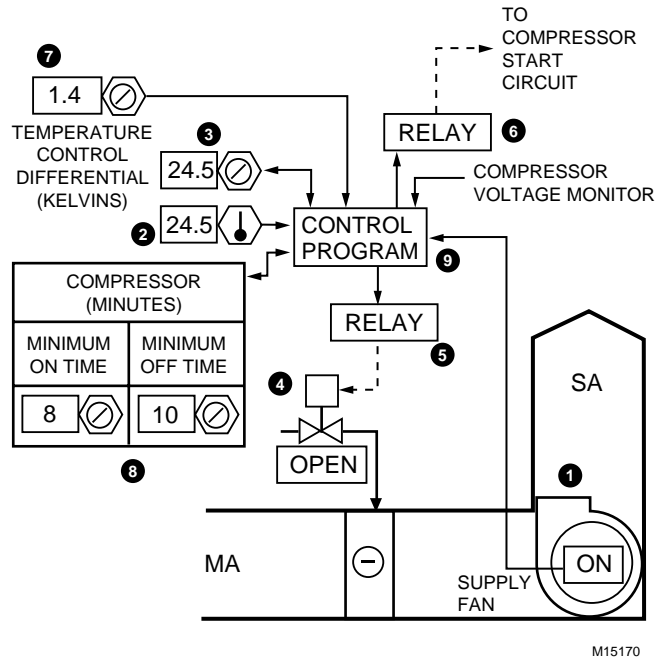 TO
COMPRESSOR
START
CIRCUIT
7
1.4
TEMPERATURE
CONTROL
DIFFERENTIAL
(KELVINS)
3
24.5
RELAY
6
COMPRESSOR
VOLTAGE MONITOR
2
24.5
CONTROL
PROGRAM
9
COMPRESSOR
(MINUTES)
MINIMUM
ON TIME
MINIMUM
OFF TIME
8
10
8
RELAY
5
4
OPEN
SA
1
MA
SUPPLY
FAN
ON
M15170